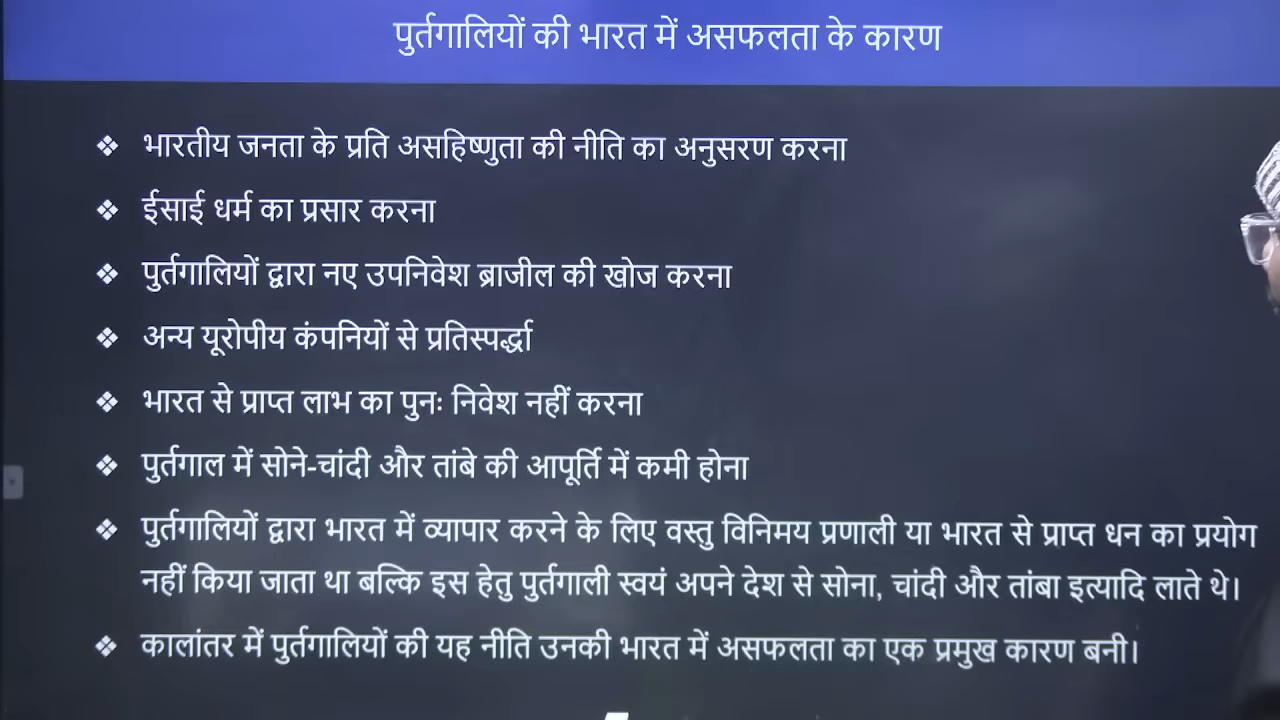 पुर्तगालियों की भारत में असफलता के कारण
❖ भारतीय जनता के प्रति असहिष्णुता की नीति का अनुसरण करना
❖ ईसाई धर्म का प्रसार करना
❖ पुर्तगालियों द्वारा नए उपनिवेश ब्राजील की खोज करना
❖ अन्य यूरोपीय कंपनियों से प्रतिस्पर्द्धा
❖ भारत से प्राप्त लाभ का पुनः निवेश नहीं करना
❖ पुर्तगाल में सोने-चांदी और तांबे की आपूर्ति में कमी होना
❖ पुर्तगालियों द्वारा भारत में व्यापार करने के लिए वस्तु विनिमय प्रणाली या भारत से प्राप्त धन का प्रयोग
नहीं किया जाता था बल्कि इस हेतु पुर्तगाली स्वयं अपने देश से सोना, चांदी और तांबा इत्यादि लाते थे।
❖ कालांतर में पुर्तगालियों की यह नीति उनकी भारत में असफलता का एक प्रमुख कारण बनी।